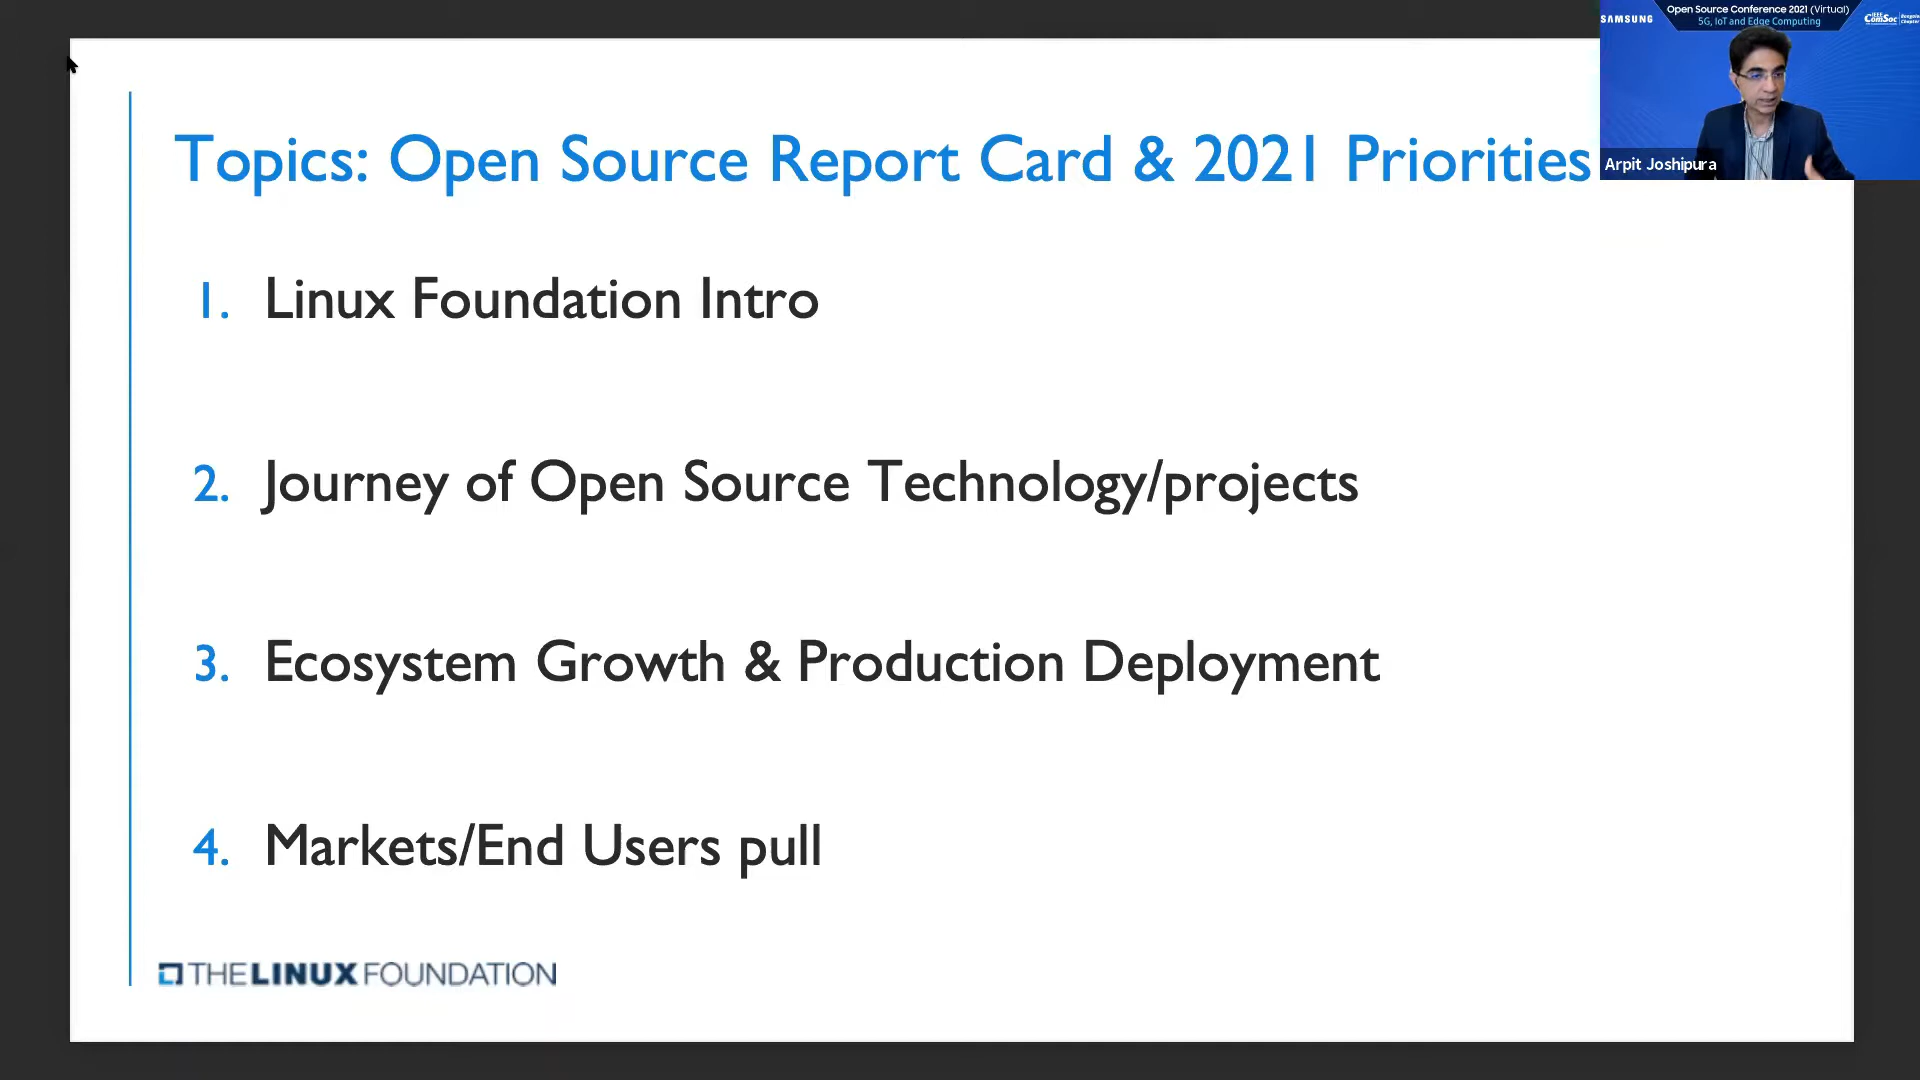 SAMSUNG
Open Source Conference 2021 (Virtual)
5G, IoT and Edge Computing
IEEE
ComSoc
Arpit Joshipura
Topics: Open Source Report Card & 2021 Priorities
1. Linux Foundation Intro
2. Journey of Open Source Technology/projects
3. Ecosystem Growth & Production Deployment
4. Markets/End Users pull
THE LINUX FOUNDATION